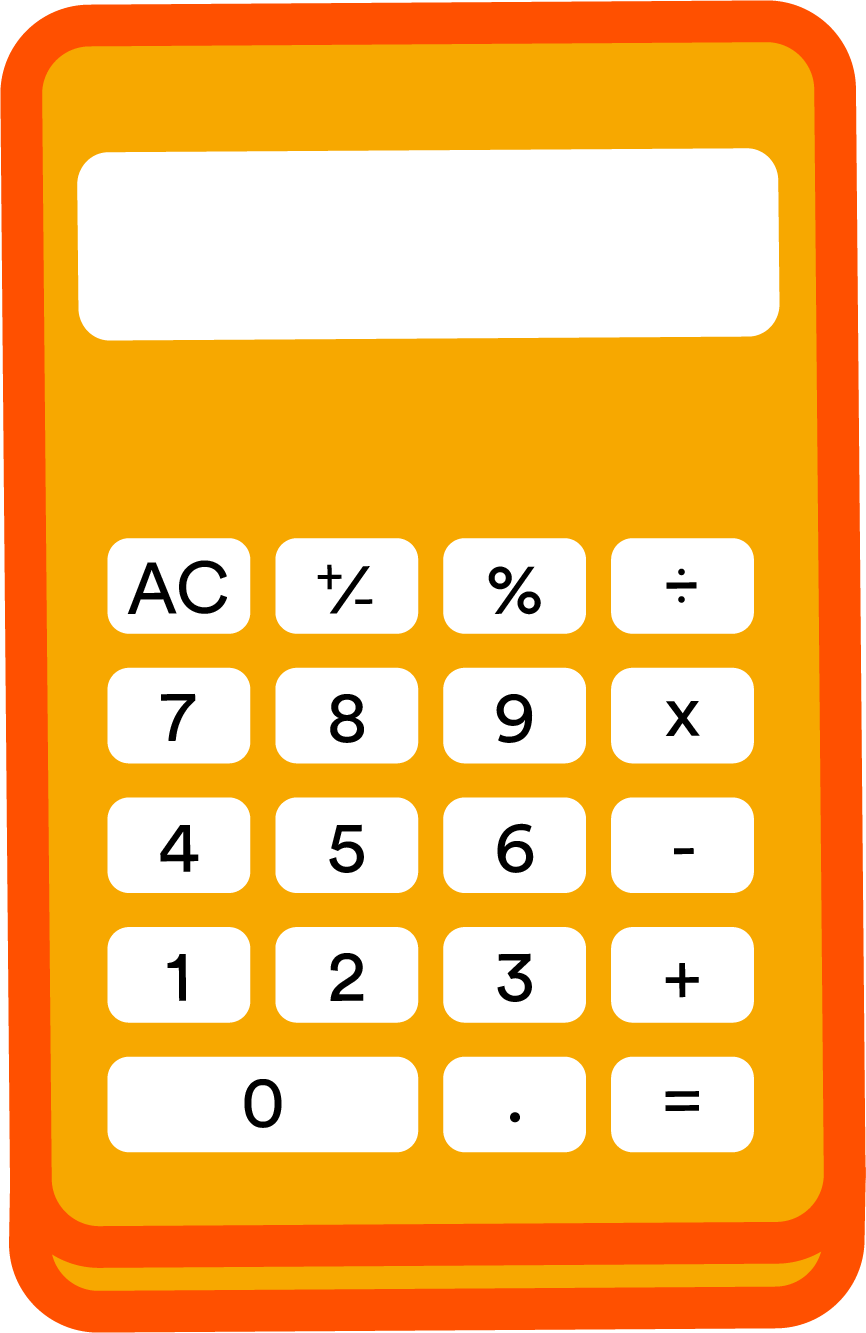 AC +/- % ÷
7 8 9 x
4 5 6 -
1 2 3 +
0 . =